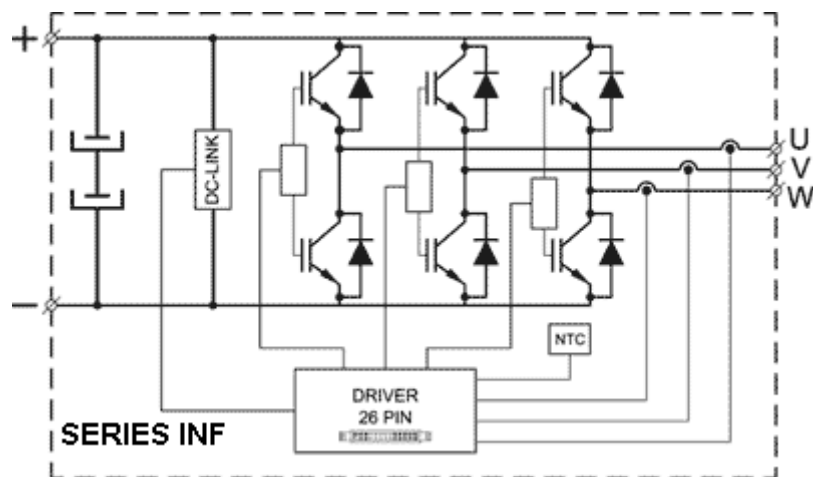 +
DC-LINK
U
V
W
−
NTC
DRIVER
26 PIN
SERIES INF